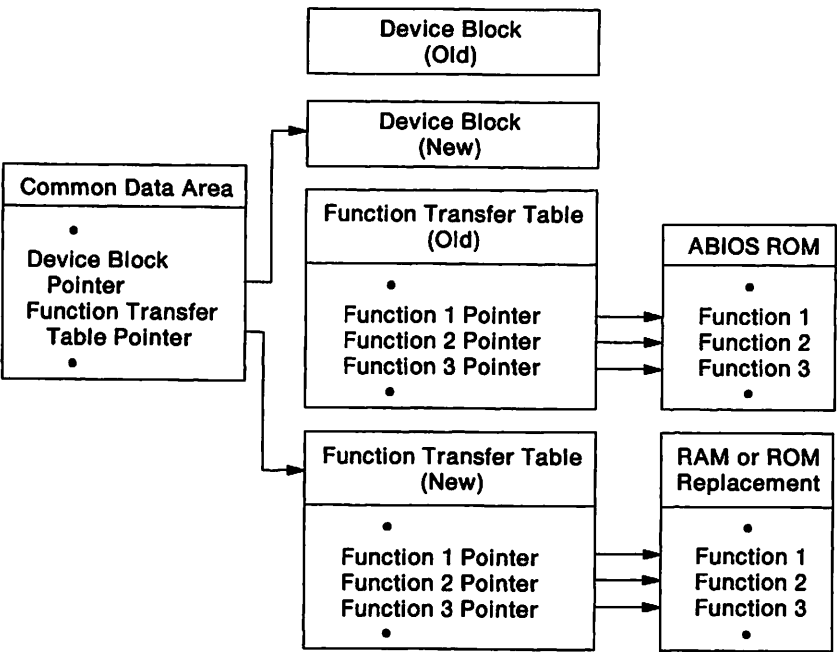 Device Block
(Old)
Device Block
(New)
Common Data Area
•
Device Block
Pointer
Function Transfer
Table Pointer
•
Function Transfer Table
(Old)
•
Function 1 Pointer
Function 2 Pointer
Function 3 Pointer
•
ABIOS ROM
•
Function 1
Function 2
Function 3
•
Function Transfer Table
(New)
•
Function 1 Pointer
Function 2 Pointer
Function 3 Pointer
•
RAM or ROM
Replacement
•
Function 1
Function 2
Function 3
•